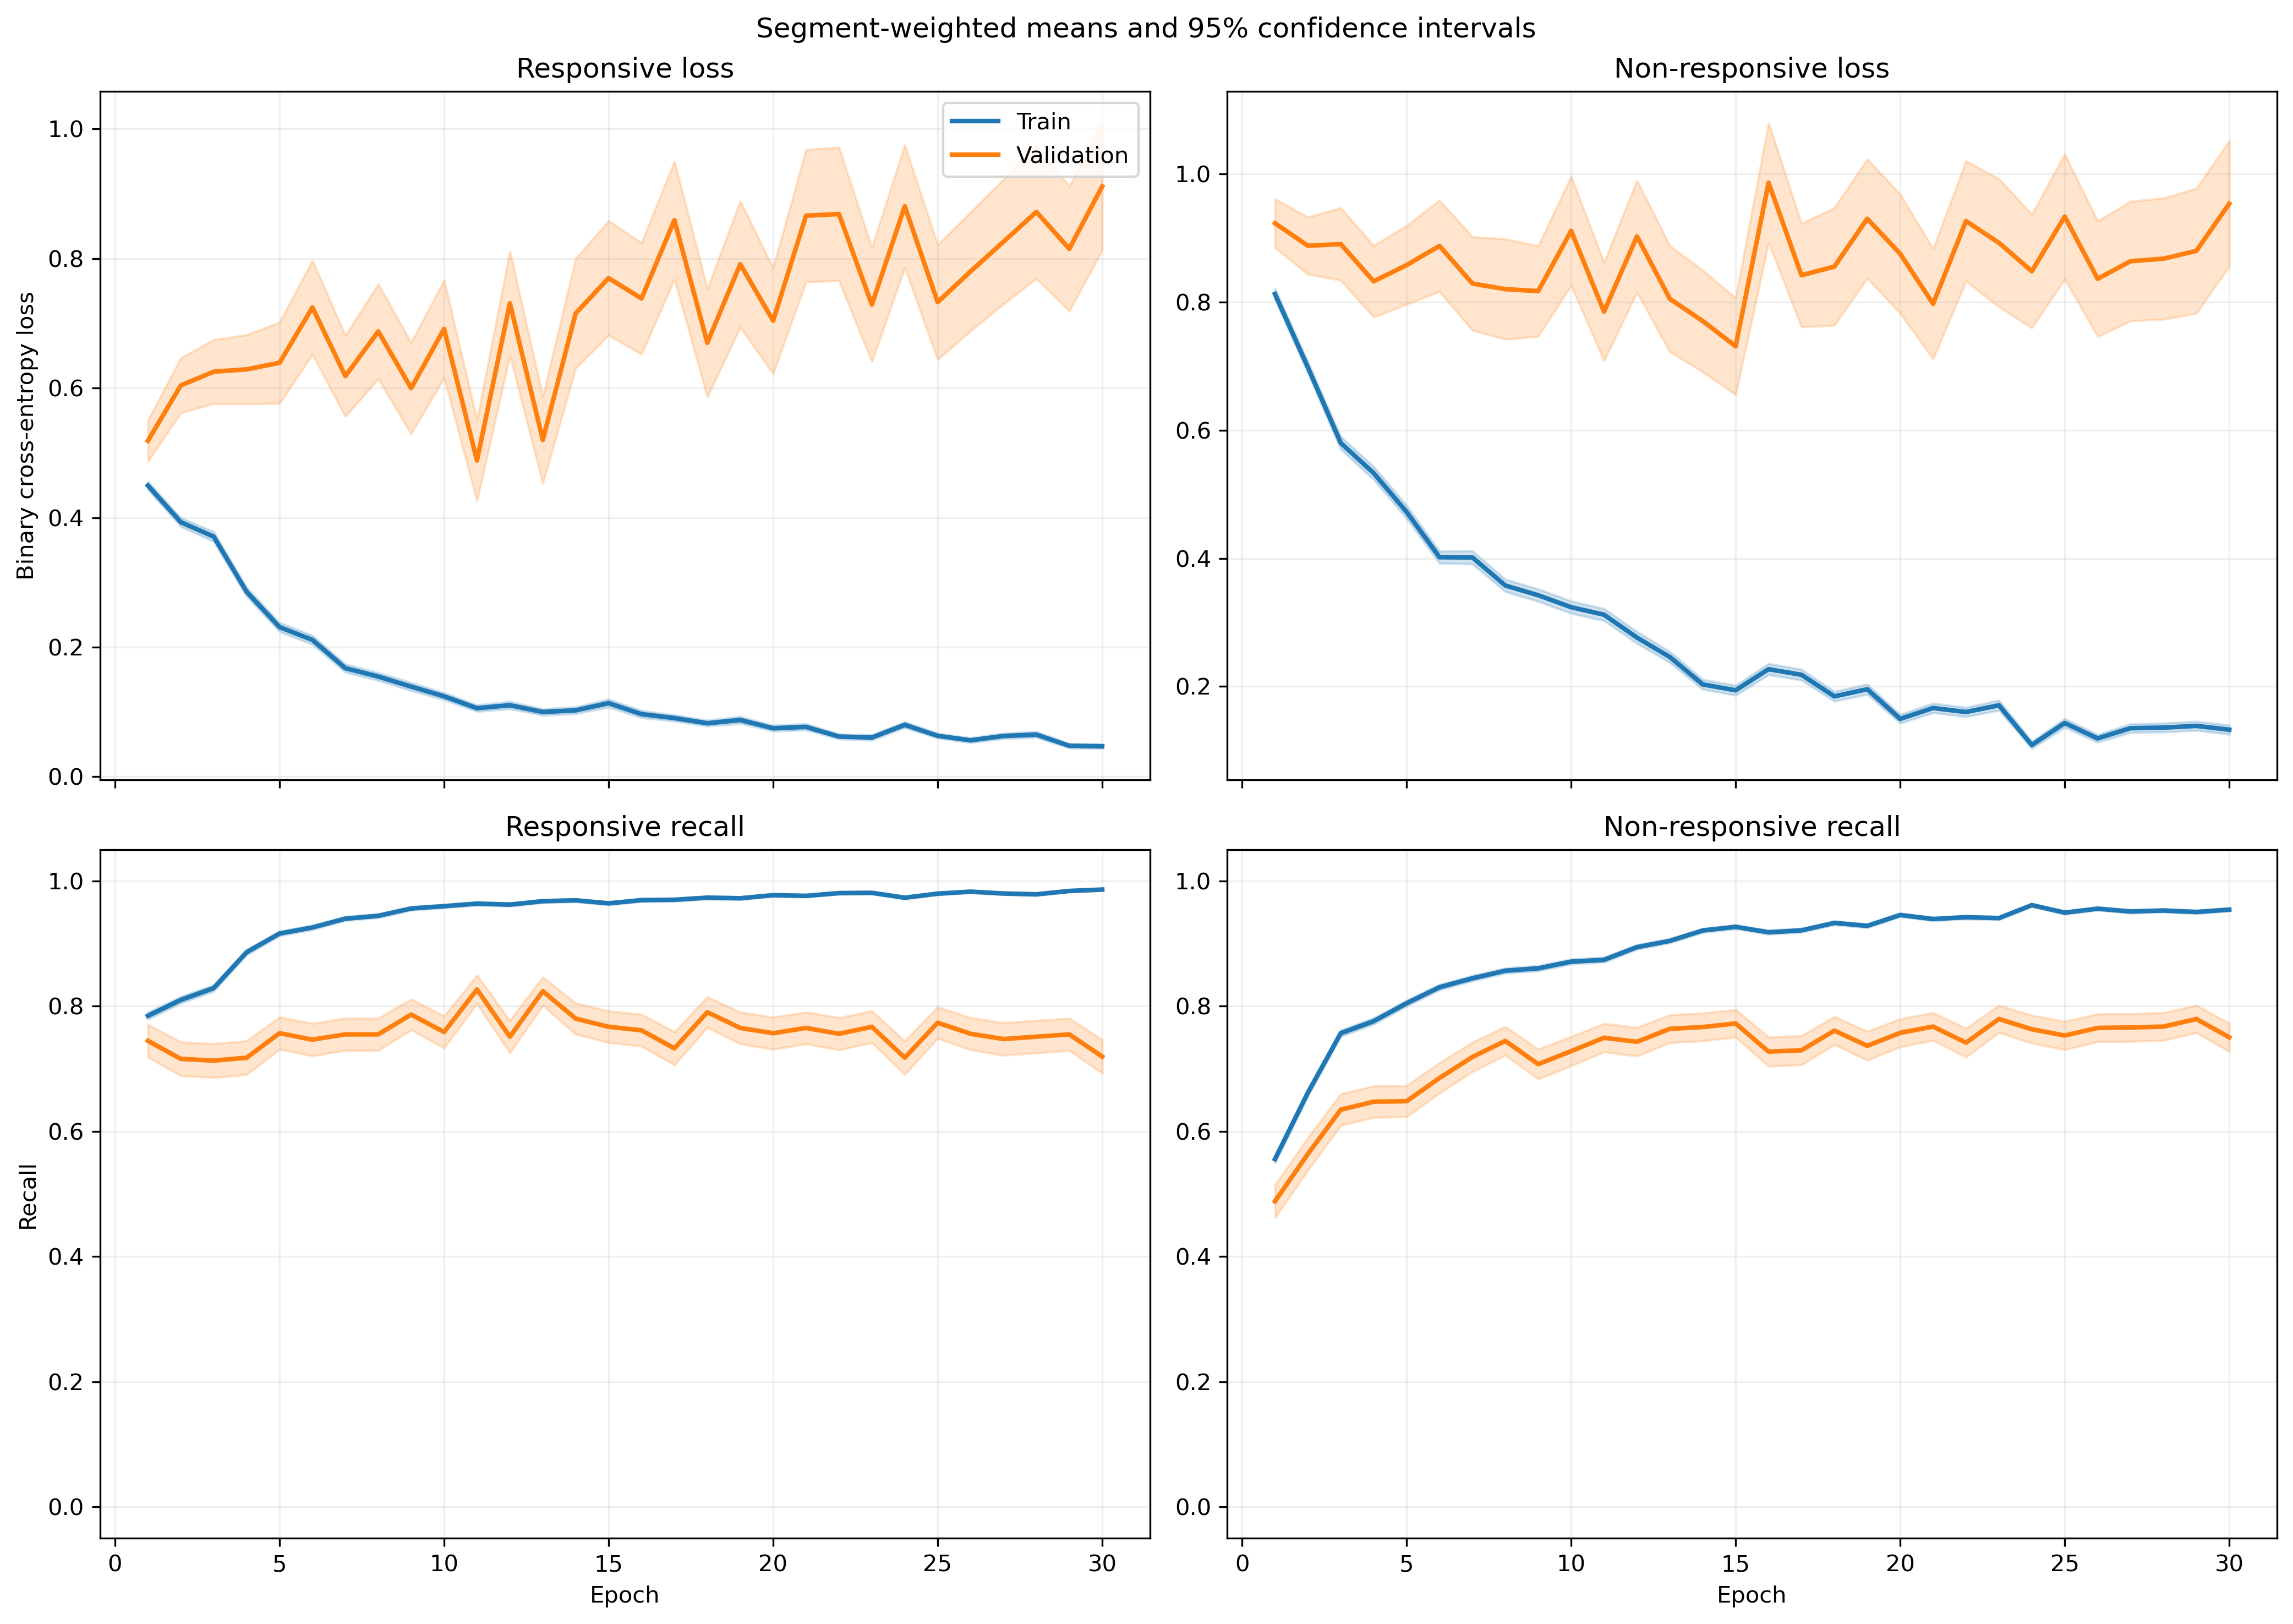 Segment-weighted means and 95% confidence intervals
Responsive loss
Non-responsive loss
Train
Validation
Binary cross-entropy loss
1.0
0.8
0.6
0.4
0.2
0.0
1.0
0.8
0.6
0.4
0.2
Responsive recall
Non-responsive recall
Recall
1.0
0.8
0.6
0.4
0.2
0.0
1.0
0.8
0.6
0.4
0.2
0.0
0 5 10 15 20 25 30
0 5 10 15 20 25 30
Epoch
Epoch